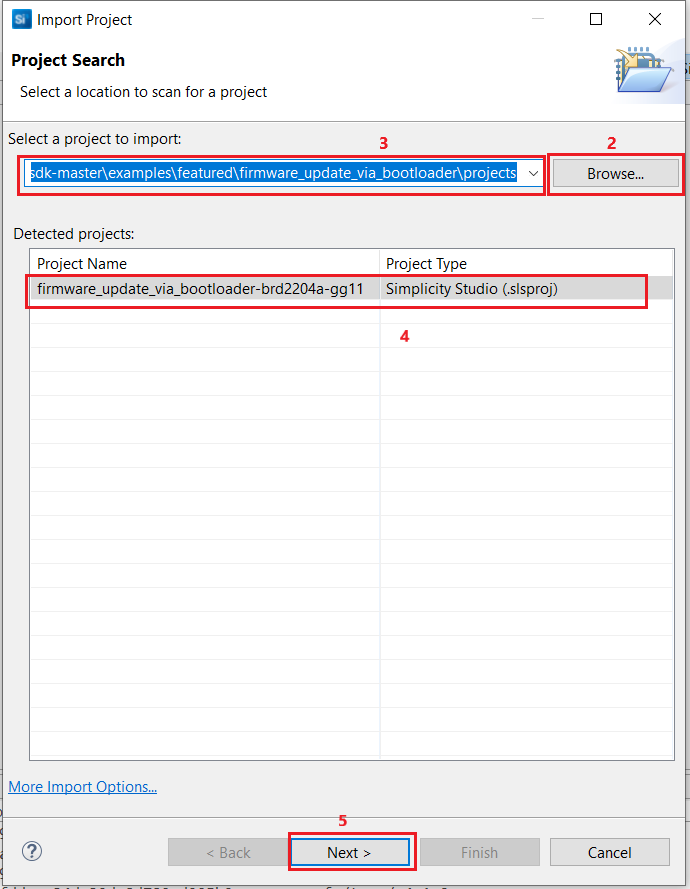 Si Import Project
Project Search
Select a location to scan for a project
Select a project to import:
3
2
sdk-master\examples\featured\firmware_update_via_bootloader\projects
Browse...
Detected projects:
Project Name Project Type
firmware_update_via_bootloader-brd2204a-gg11 Simplicity Studio (.slsproj)
4
More Import Options...
5
? < Back Next > Finish Cancel